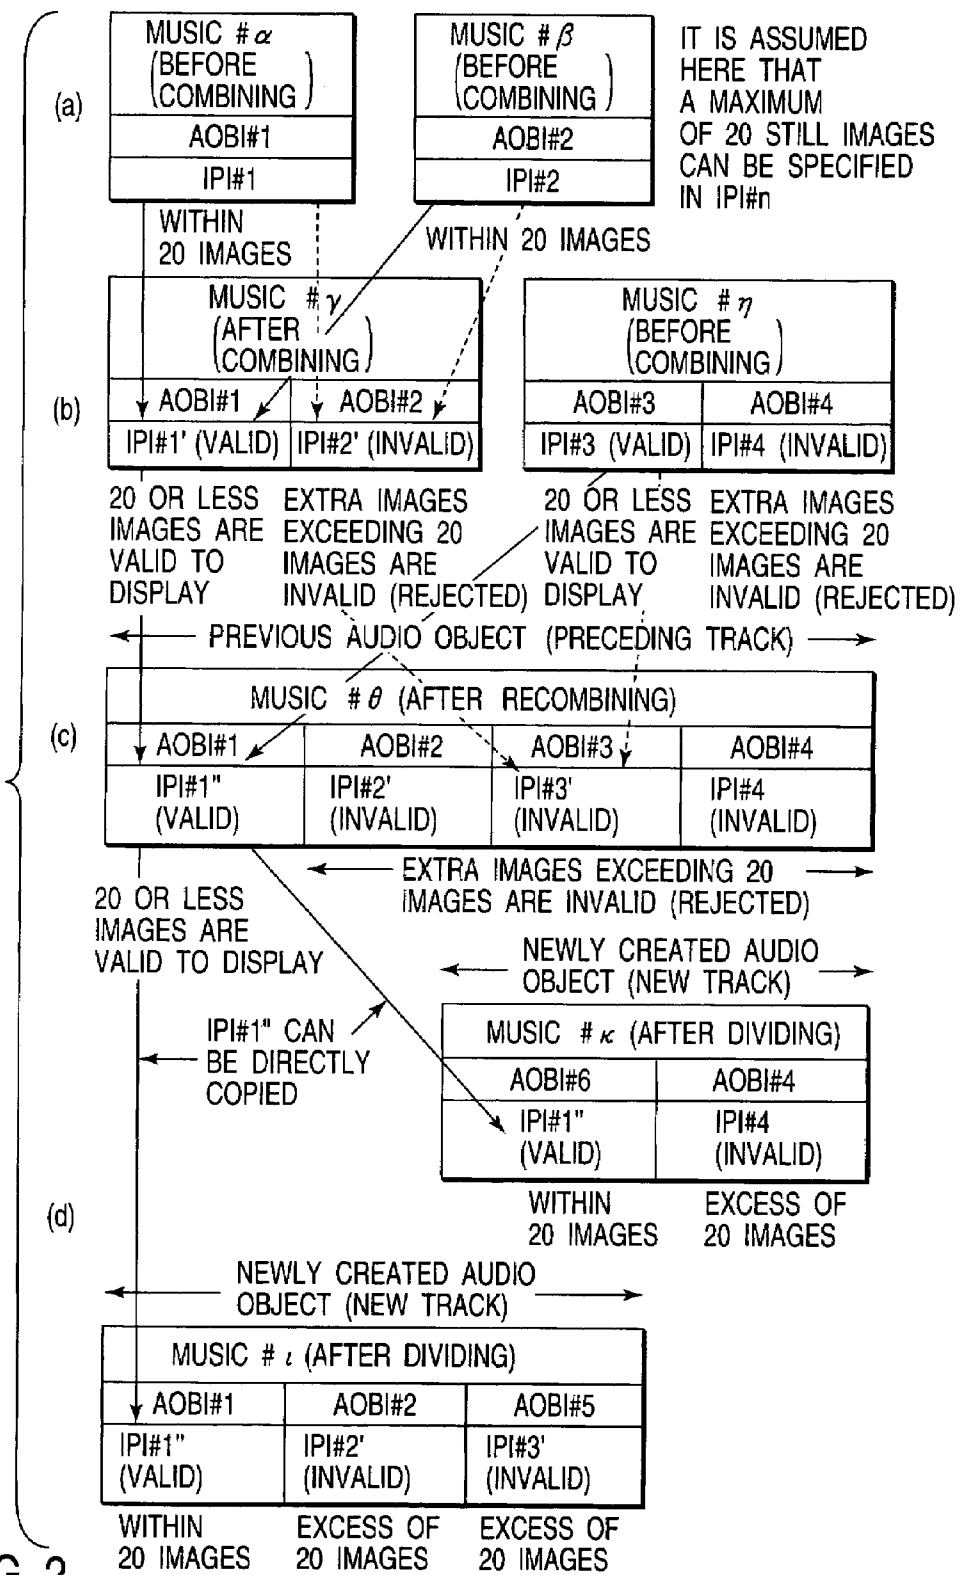 (a)
MUSIC #α
(BEFORE
COMBINING)
AOBI#1
IPI#1
MUSIC #β
(BEFORE
COMBINING)
AOBI#2
IPI#2
IT IS ASSUMED
HERE THAT
A MAXIMUM
OF 20 STILL IMAGES
CAN BE SPECIFIED
IN IPI#n
WITHIN
20 IMAGES
WITHIN 20 IMAGES
(b)
MUSIC #γ
(AFTER
COMBINING)
AOBI#1 AOBI#2
IPI#1' (VALID) IPI#2' (INVALID)
MUSIC #η
(BEFORE
COMBINING)
AOBI#3 AOBI#4
IPI#3 (VALID) IPI#4 (INVALID)
20 OR LESS
IMAGES ARE
VALID TO
DISPLAY
EXTRA IMAGES
EXCEEDING 20
IMAGES ARE
INVALID (REJECTED)
20 OR LESS
IMAGES ARE
VALID TO
DISPLAY
EXTRA IMAGES
EXCEEDING 20
IMAGES ARE
INVALID (REJECTED)
PREVIOUS AUDIO OBJECT (PRECEDING TRACK)
(c)
MUSIC #θ (AFTER RECOMBINING)
AOBI#1 AOBI#2 AOBI#3 AOBI#4
IPI#1" IPI#2' IPI#3' IPI#4
(VALID) (INVALID) (INVALID) (INVALID)
EXTRA IMAGES EXCEEDING 20
IMAGES ARE INVALID (REJECTED)
20 OR LESS
IMAGES ARE
VALID TO DISPLAY
NEWLY CREATED AUDIO
OBJECT (NEW TRACK)
IPI#1" CAN
BE DIRECTLY
COPIED
MUSIC #κ (AFTER DIVIDING)
AOBI#6 AOBI#4
IPI#1" IPI#4
(VALID) (INVALID)
WITHIN EXCESS OF
20 IMAGES 20 IMAGES
(d)
NEWLY CREATED AUDIO
OBJECT (NEW TRACK)
MUSIC #ι (AFTER DIVIDING)
AOBI#1 AOBI#2 AOBI#5
IPI#1" IPI#2' IPI#3'
(VALID) (INVALID) (INVALID)
WITHIN EXCESS OF EXCESS OF
20 IMAGES 20 IMAGES 20 IMAGES